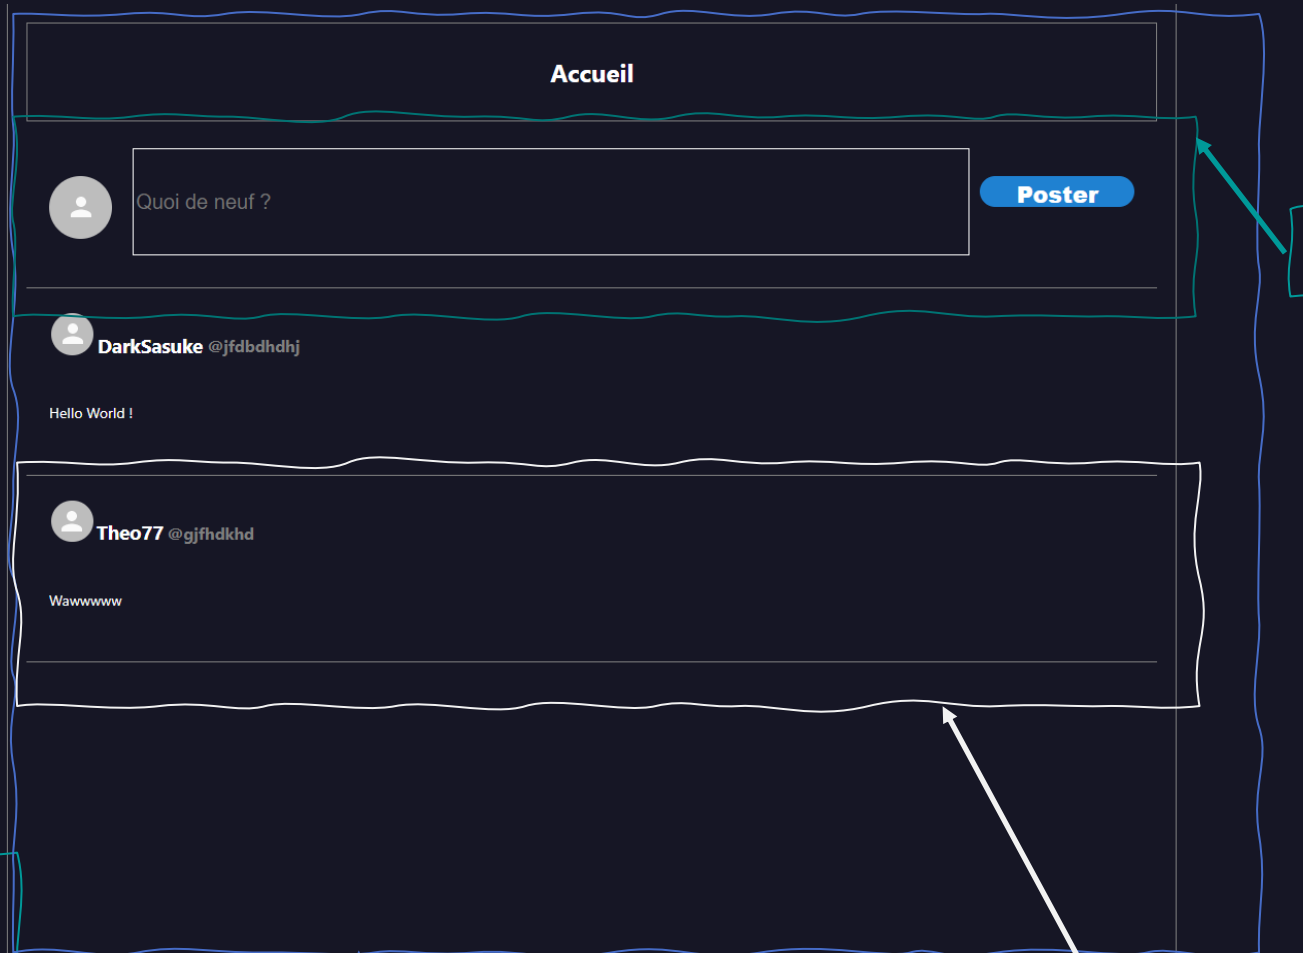 Accueil
Quoi de neuf ?
Poster
DarkSasuke @jfdbdhdhj
Hello World !
Theo77 @gjfhdkhd
Wawwwww